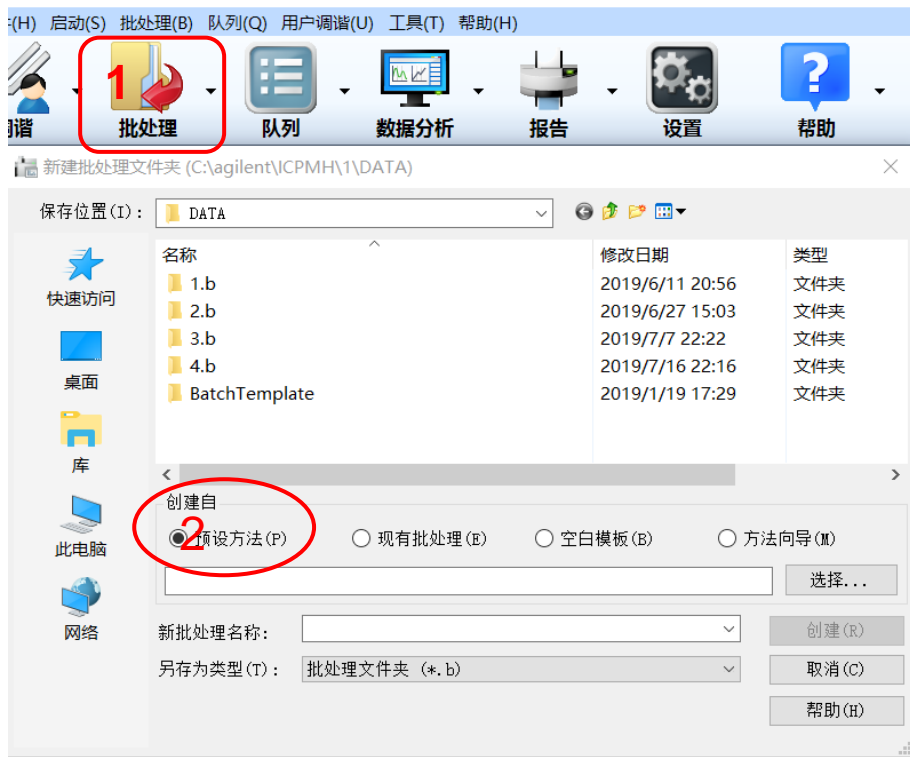 :(H) 启动(S) 批处理(B) 队列(Q) 用户调谐(U) 工具(T) 帮助(H)
1
调谐 批处理 队列 数据分析 报告 设置 帮助
新建批处理文件夹 (C:\agilent\ICPMH\1\DATA)
保存位置(I): DATA
名称 修改日期 类型
快速访问
1.b 2019/6/11 20:56 文件夹
2.b 2019/6/27 15:03 文件夹
3.b 2019/7/7 22:22 文件夹
4.b 2019/7/16 22:16 文件夹
BatchTemplate 2019/1/19 17:29 文件夹
桌面
库
此电脑
网络
创建自
2
预设方法(P) 现有批处理(E) 空白模板(B) 方法向导(M)
选择...
新批处理名称: 创建(R)
另存为类型(T): 批处理文件夹 (*.b) 取消(C)
帮助(H)